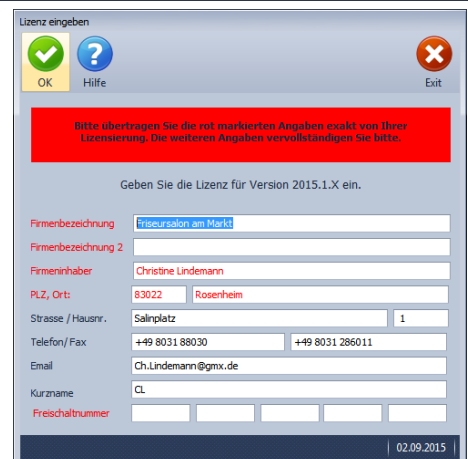 Lizenz eingeben
OK Hilfe Exit
Bitte übertragen Sie die rot markierten Angaben exakt von Ihrer
Lizensierung. Die weiteren Angaben vervollständigen Sie bitte.
Geben Sie die Lizenz für Version 2015.1.X ein.
Firmenbezeichnung Friseursalon am Markt
Firmenbezeichnung 2
Firmeninhaber Christine Lindemann
PLZ, Ort: 83022 Rosenheim
Strasse / Hausnr. Salinplatz 1
Telefon/ Fax +49 8031 88030 +49 8031 286011
Email Ch.Lindemann@gmx.de
Kurzname CL
Freischaltnummer
02.09.2015